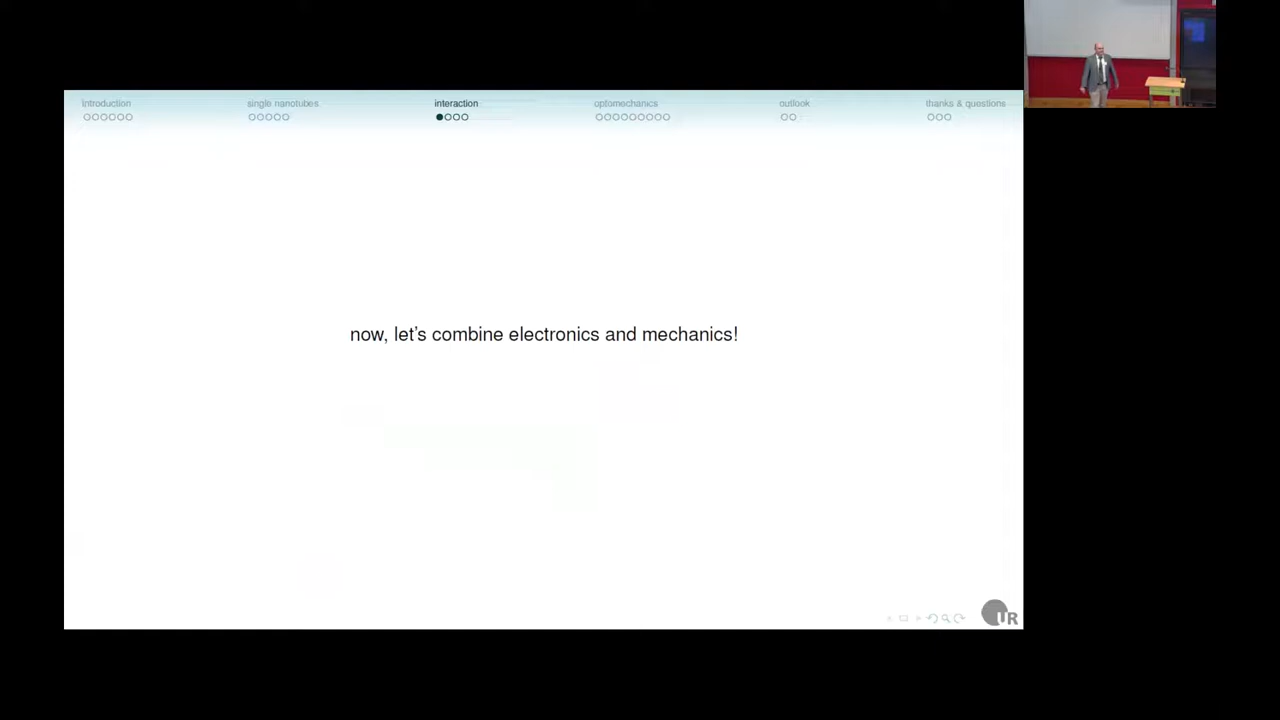 introduction
single nanotubes
interaction
optomechanics
outlook
thanks & questions
now, let's combine electronics and mechanics!
UR